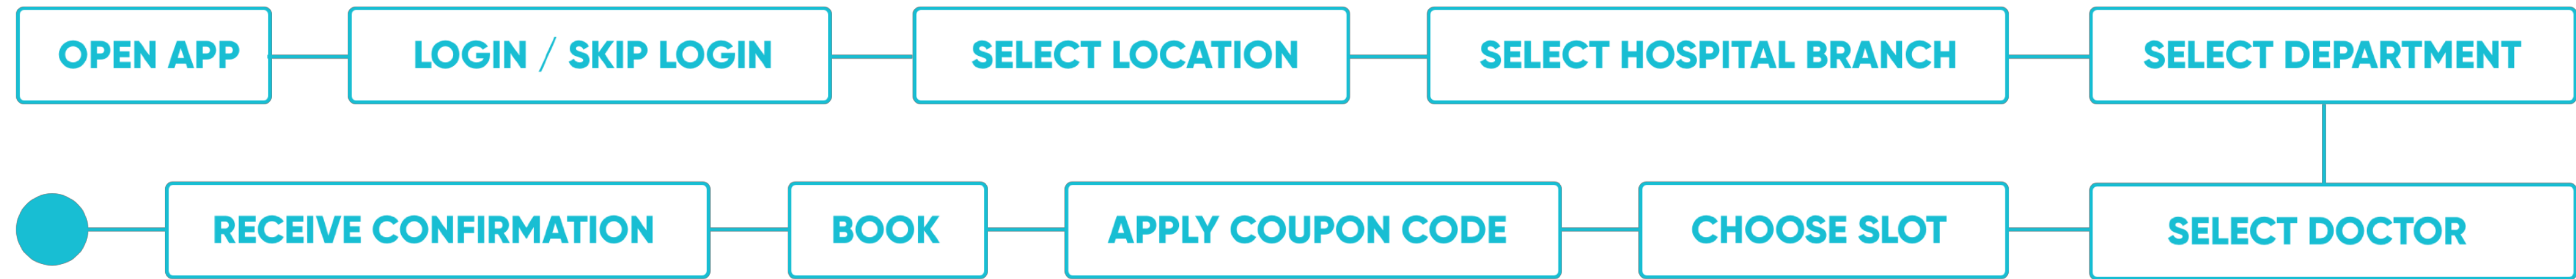 OPEN APP
LOGIN / SKIP LOGIN
SELECT LOCATION
SELECT HOSPITAL BRANCH
SELECT DEPARTMENT
SELECT DOCTOR
CHOOSE SLOT
APPLY COUPON CODE
BOOK
RECEIVE CONFIRMATION